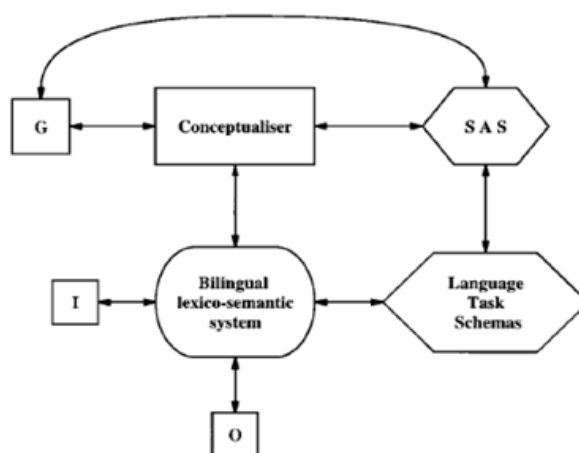 G
Conceptualiser
S A S
I
Bilingual
lexico-semantic
system
Language
Task
Schemas
O